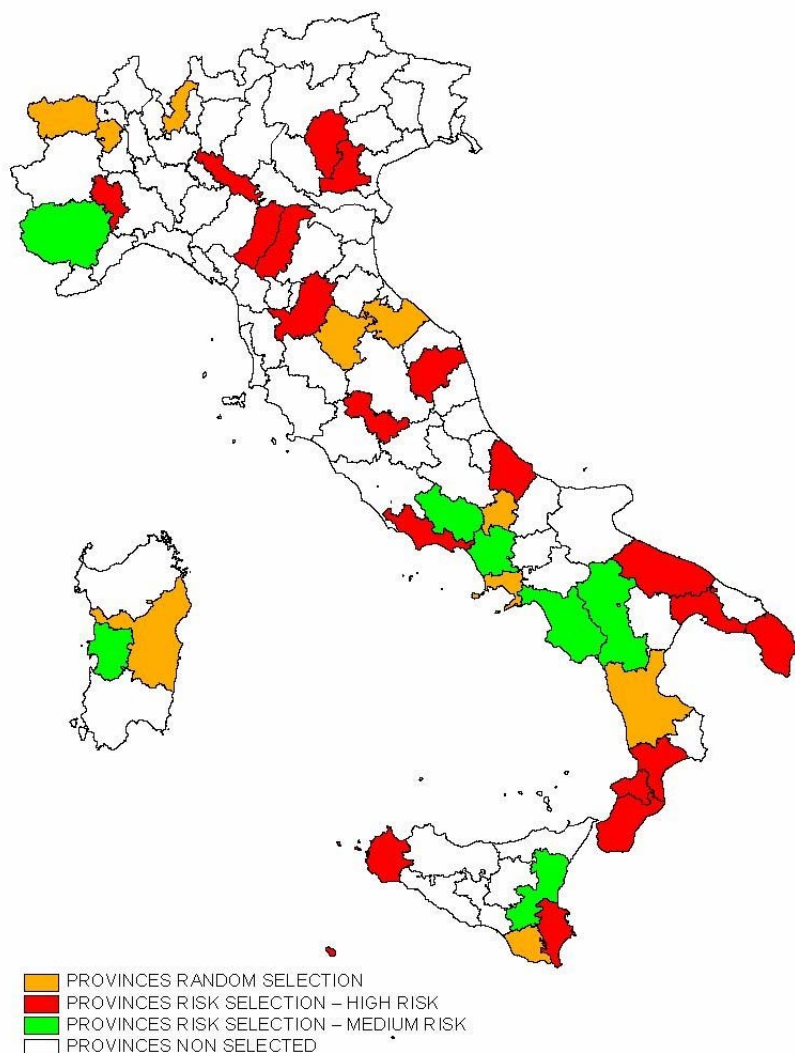 PROVINCES RANDOM SELECTION
PROVINCES RISK SELECTION – HIGH RISK
PROVINCES RISK SELECTION – MEDIUM RISK
PROVINCES NON SELECTED